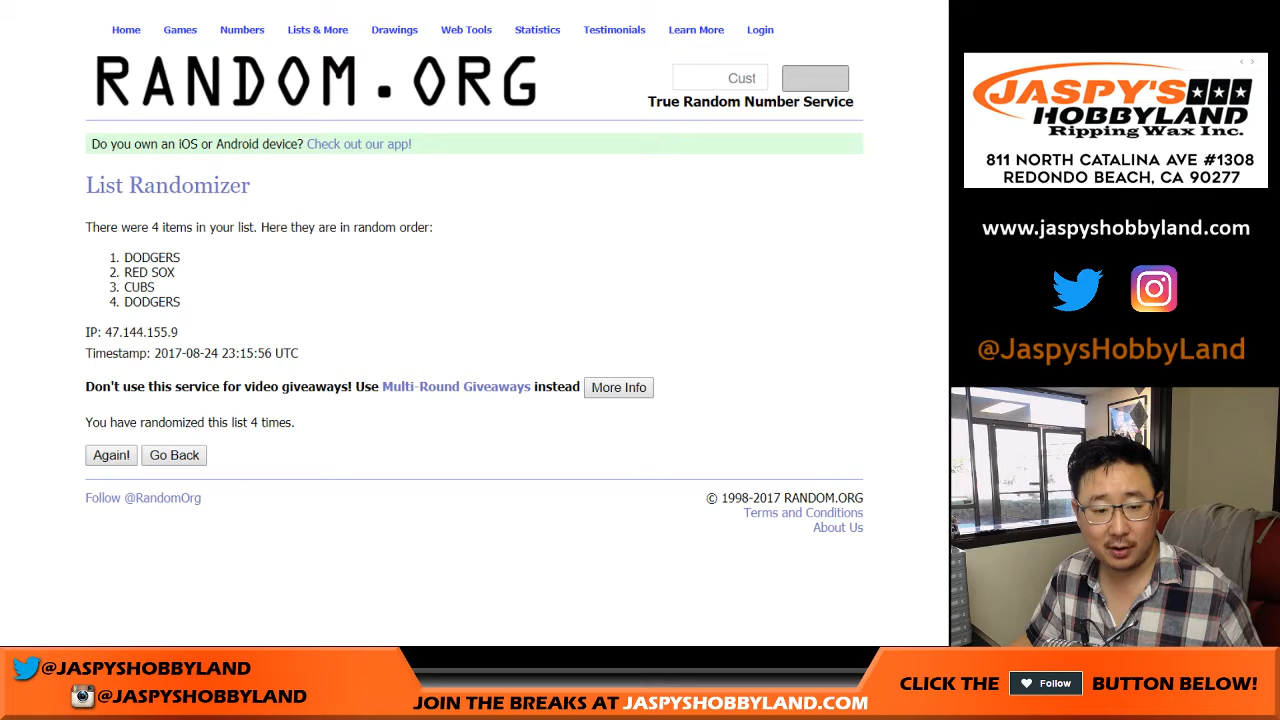 Home Games Numbers Lists & More Drawings Web Tools Statistics Testimonials Learn More Login
RANDOM.ORG
Cust
True Random Number Service
Do you own an iOS or Android device? Check out our app!
List Randomizer
There were 4 items in your list. Here they are in random order:
1. DODGERS
2. RED SOX
3. CUBS
4. DODGERS
IP: 47.144.155.9
Timestamp: 2017-08-24 23:15:56 UTC
Don't use this service for video giveaways! Use Multi-Round Giveaways instead More Info
You have randomized this list 4 times.
Again! Go Back
Follow @RandomOrg
© 1998-2017 RANDOM.ORG
Terms and Conditions
About Us
JASPY'S
HOBBYLAND
Ripping Wax Inc.
811 NORTH CATALINA AVE #1308
REDONDO BEACH, CA 90277
www.jaspyshobbyland.com
@JaspysHobbyLand
@JASPYSHOBBYLAND
@JASPYSHOBBYLAND
JOIN THE BREAKS AT JASPYSHOBBYLAND.COM
CLICK THE Follow BUTTON BELOW!